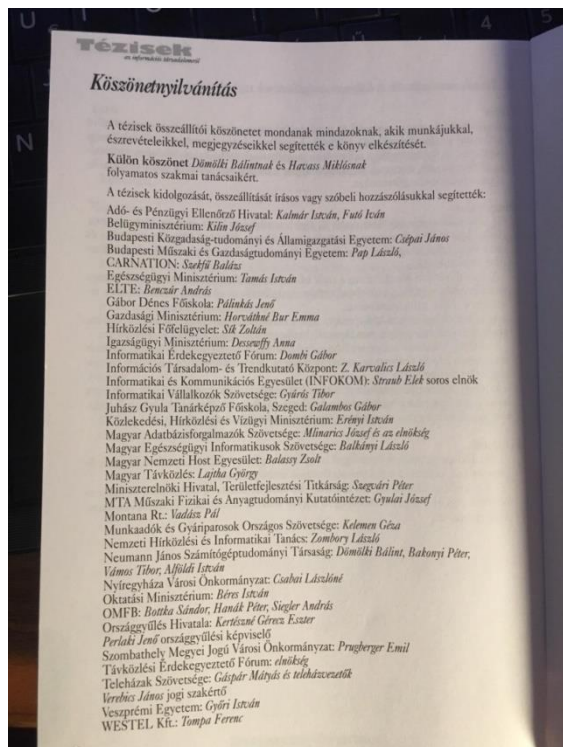 Tézisek
az információs társadalomról
Köszönetnyilvánítás
A tézisek összeállítói köszönetet mondanak mindazoknak, akik munkájukkal,
észrevételeikkel, megjegyzéseikkel segítették e könyv elkészítését.
Külön köszönet Dömölki Bálintnak és Havass Miklósnak
folyamatos szakmai tanácsaikért.
A tézisek kidolgozását, összeállítását írásos vagy szóbeli hozzászólásukkal segítették:
Adó- és Pénzügyi Ellenőrző Hivatal: Kalmár István, Futó Iván
Belügyminisztérium: Kilin József
Budapesti Közgadaság-tudományi és Államigazgatási Egyetem: Csépai János
Budapesti Műszaki és Gazdaságtudományi Egyetem: Pap László,
CARNATION: Szekfű Balázs
Egészségügyi Minisztérium: Tamás István
ELTE: Benczúr András
Gábor Dénes Főiskola: Pálinkás Jenő
Gazdasági Minisztérium: Horváthné Bur Emma
Hírközlési Főfelügyelet: Sík Zoltán
Igazságügyi Minisztérium: Dessewffy Anna
Informatikai Érdekegyeztető Fórum: Dombi Gábor
Információs Társadalom- és Trendkutató Központ: Z. Karvalics László
Informatikai és Kommunikációs Egyesület (INFOKOM): Straub Elek soros elnök
Informatikai Vállalkozók Szövetsége: Gyúrós Tibor
Juhász Gyula Tanárképző Főiskola, Szeged: Galambos Gábor
Közlekedési, Hírközlési és Vízügyi Minisztérium: Erényi István
Magyar Adatbázisforgalmazók Szövetsége: Mlinarics József és az elnökség
Magyar Egészségügyi Informatikusok Szövetsége: Balkányi László
Magyar Nemzeti Host Egyesület: Balassy Zsolt
Magyar Távközlés: Lajtha György
Miniszterelnöki Hivatal, Területfejlesztési Titkárság: Szegvári Péter
MTA Műszaki Fizikai és Anyagtudományi Kutatóintézet: Gyulai József
Montana Rt.: Vadász Pál
Munkaadók és Gyáriparosok Országos Szövetsége: Kelemen Géza
Nemzeti Hírközlési és Informatikai Tanács: Zombory László
Neumann János Számítógéptudományi Társaság: Dömölki Bálint, Bakonyi Péter,
Vámos Tibor, Alföldi István
Nyíregyháza Városi Önkormányzat: Csabai Lászlóné
Oktatási Minisztérium: Béres István
OMFB: Bottka Sándor, Hanák Péter, Siegler András
Országgyűlés Hivatala: Kertészné Gérecz Eszter
Perlaki Jenő országgyűlési képviselő
Szombathely Megyei Jogú Városi Önkormányzat: Prugberger Emil
Távközlési Érdekegyeztető Fórum: elnökség
Teleházak Szövetsége: Gáspár Mátyás és teleházvezetők
Verebics János jogi szakértő
Veszprémi Egyetem: Győri István
WESTEL Kft.: Tompa Ferenc
U
N
4
5